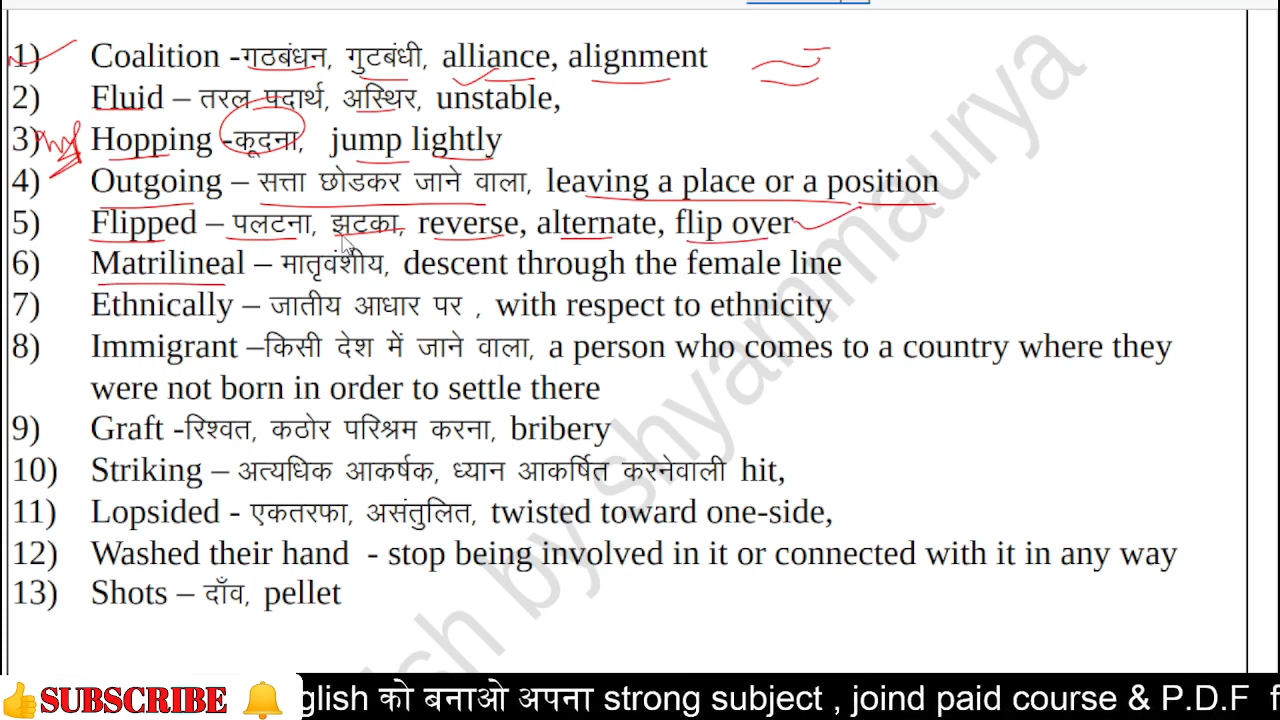 1) Coalition -गठबंधन, गुटबंधी, alliance, alignment
2) Fluid – तरल पदार्थ, अस्थिर, unstable,
3) Hopping -कूदना, jump lightly
4) Outgoing – सत्ता छोडकर जाने वाला, leaving a place or a position
5) Flipped – पलटना, झटका, reverse, alternate, flip over
6) Matrilineal – मातृवंशीय, descent through the female line
7) Ethnically – जातीय आधार पर , with respect to ethnicity
8) Immigrant –किसी देश में जाने वाला, a person who comes to a country where they
were not born in order to settle there
9) Graft -रिश्वत, कठोर परिश्रम करना, bribery
10) Striking – अत्यधिक आकर्षक, ध्यान आकर्षित करनेवाली hit,
11) Lopsided - एकतरफा, असंतुलित, twisted toward one-side,
12) Washed their hand - stop being involved in it or connected with it in any way
13) Shots – दाँव, pellet
ish by shyammaurya
SUBSCRIBE
glish को बनाओ अपना strong subject , joind paid course & P.D.F f